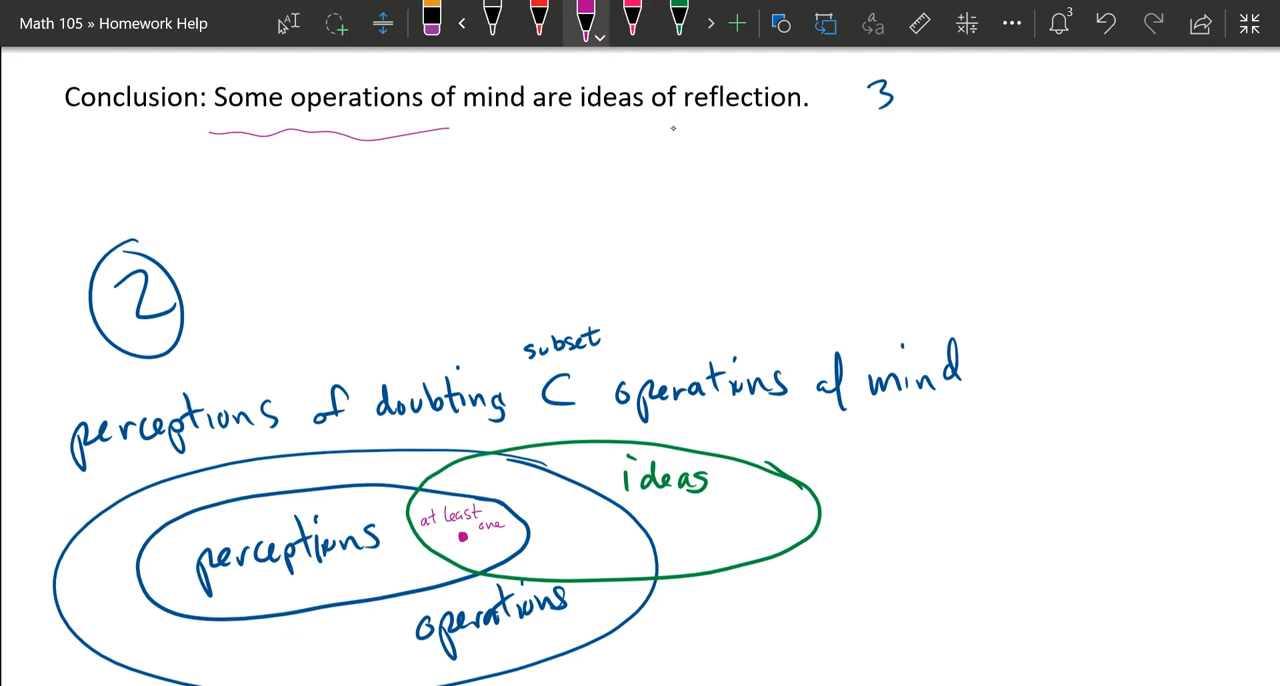 Math 105 » Homework Help
3
Conclusion: Some operations of mind are ideas of reflection. 3
2
subset
perceptions of doubting ⊂ operations of mind
ideas
at least
one
perceptions
operations